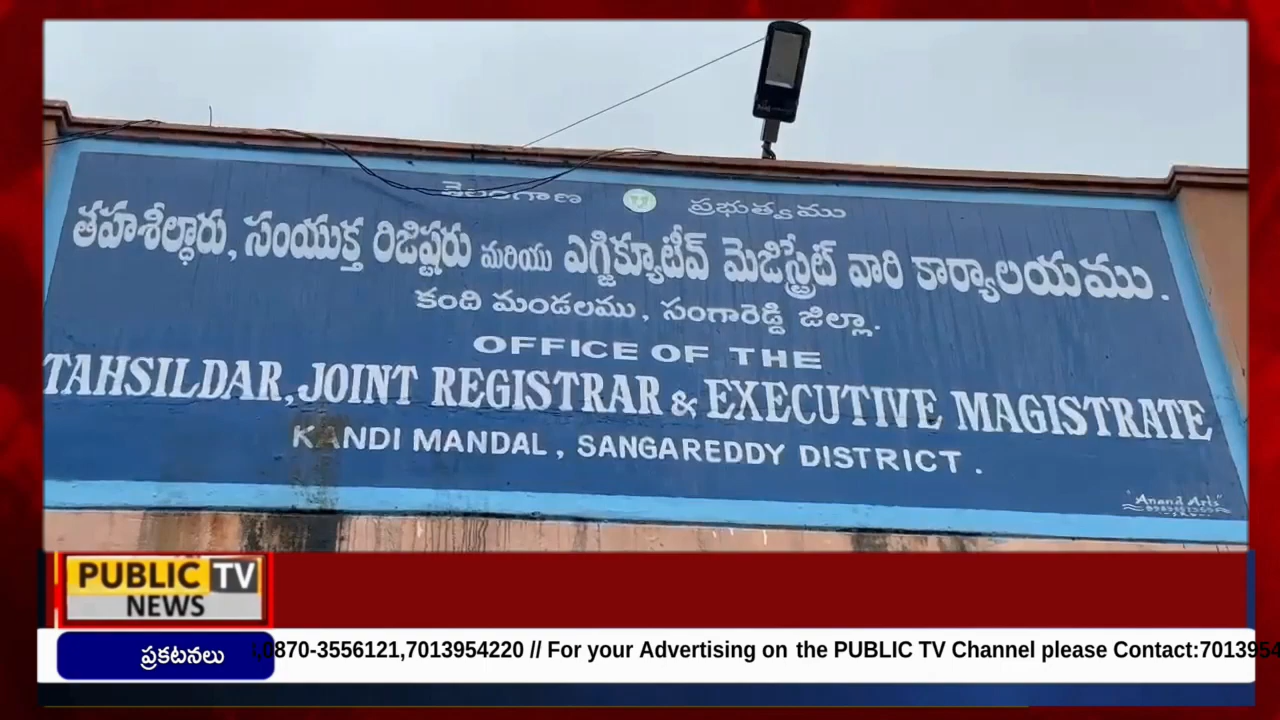 తెలంగాణ ప్రభుత్వము
తహశీల్ధారు, సంయుక్త రిజిష్టరు మరియు ఎగ్జిక్యూటీవ్ మెజిస్ట్రేట్ వారి కార్యాలయము.
కంది మండలము, సంగారెడ్డి జిల్లా.
OFFICE OF THE
TAHSILDAR, JOINT REGISTRAR & EXECUTIVE MAGISTRATE
KANDI MANDAL, SANGAREDDY DISTRICT.
"Anand Arts"
PUBLIC TV
NEWS
ప్రకటనలు
,0870-3556121,7013954220 // For your Advertising on the PUBLIC TV Channel please Contact:701395